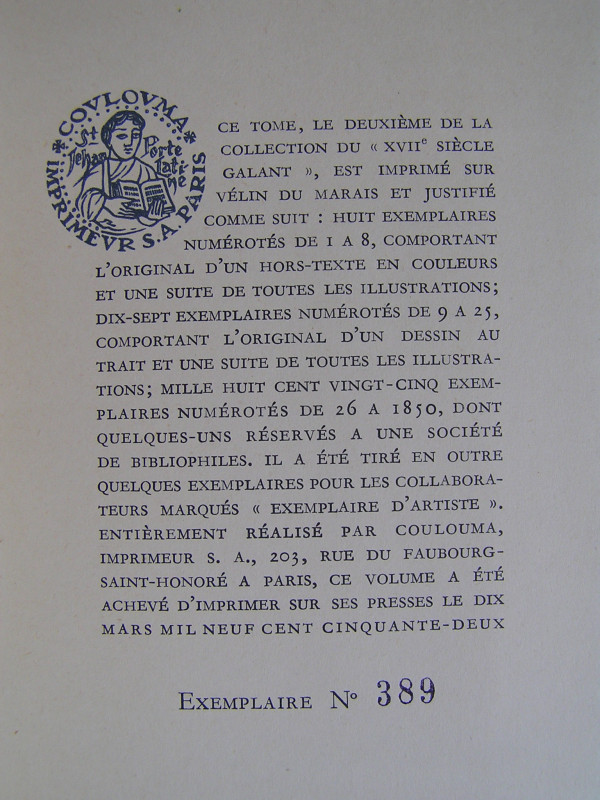 * COVLOVMA *
IMPRIMEVR S.A. PARIS
St Jehan Porte Latine
CE TOME, LE DEUXIÈME DE LA
COLLECTION DU « XVIIe SIÈCLE
GALANT », EST IMPRIMÉ SUR
VÉLIN DU MARAIS ET JUSTIFIÉ
COMME SUIT : HUIT EXEMPLAIRES
NUMÉROTÉS DE 1 A 8, COMPORTANT
L'ORIGINAL D'UN HORS-TEXTE EN COULEURS
ET UNE SUITE DE TOUTES LES ILLUSTRATIONS;
DIX-SEPT EXEMPLAIRES NUMÉROTÉS DE 9 A 25,
COMPORTANT L'ORIGINAL D'UN DESSIN AU
TRAIT ET UNE SUITE DE TOUTES LES ILLUSTRA-
TIONS; MILLE HUIT CENT VINGT-CINQ EXEM-
PLAIRES NUMÉROTÉS DE 26 A 1850, DONT
QUELQUES-UNS RÉSERVÉS A UNE SOCIÉTÉ
DE BIBLIOPHILES. IL A ÉTÉ TIRÉ EN OUTRE
QUELQUES EXEMPLAIRES POUR LES COLLABORA-
TEURS MARQUÉS « EXEMPLAIRE D'ARTISTE ».
ENTIÈREMENT RÉALISÉ PAR COULOUMA,
IMPRIMEUR S. A., 203, RUE DU FAUBOURG-
SAINT-HONORÉ A PARIS, CE VOLUME A ÉTÉ
ACHEVÉ D'IMPRIMER SUR SES PRESSES LE DIX
MARS MIL NEUF CENT CINQUANTE-DEUX
EXEMPLAIRE No 389